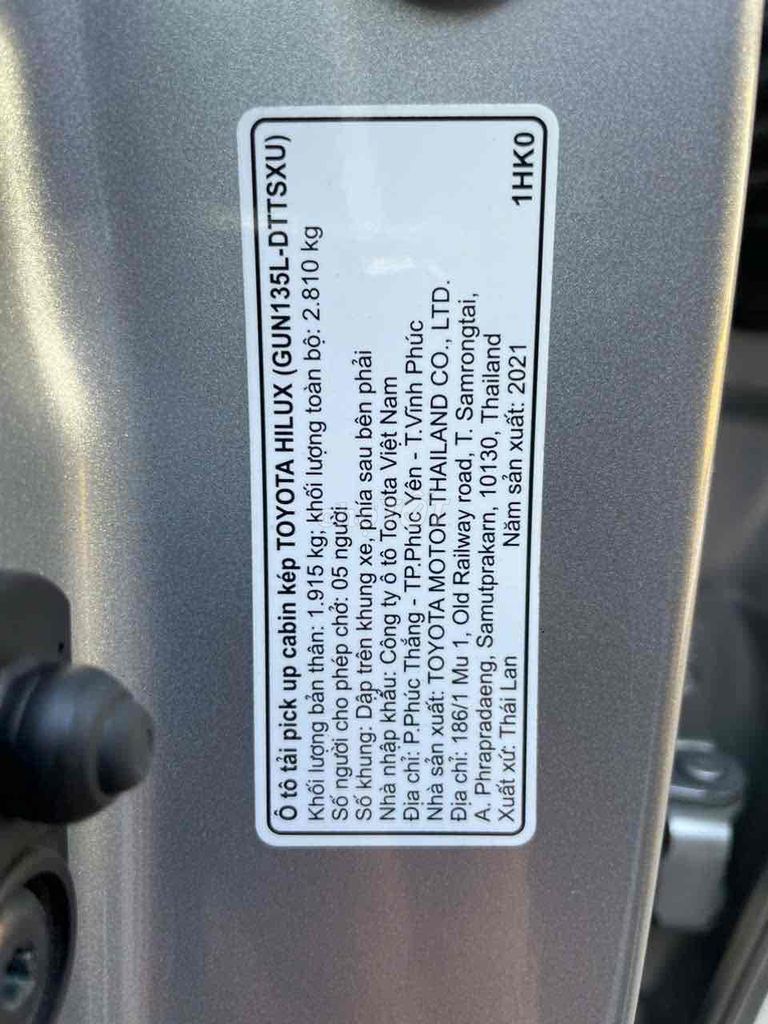 Ô tô tải pick up cabin kép TOYOTA HILUX (GUN135L-DTTSXU)
Khối lượng bản thân: 1.915 kg; khối lượng toàn bộ: 2.810 kg
Số người cho phép chở: 05 người
Số khung: Dập trên khung xe, phía sau bên phải
Nhà nhập khẩu: Công ty ô tô Toyota Việt Nam
Địa chỉ: P.Phúc Thắng - TP.Phúc Yên - T.Vĩnh Phúc
Nhà sản xuất: TOYOTA MOTOR THAILAND CO., LTD.
Địa chỉ: 186/1 Mu 1, Old Railway road, T. Samrongtai,
A. Phrapradaeng, Samutprakarn, 10130, Thailand
Xuất xứ: Thái Lan Năm sản xuất: 2021
1HK0